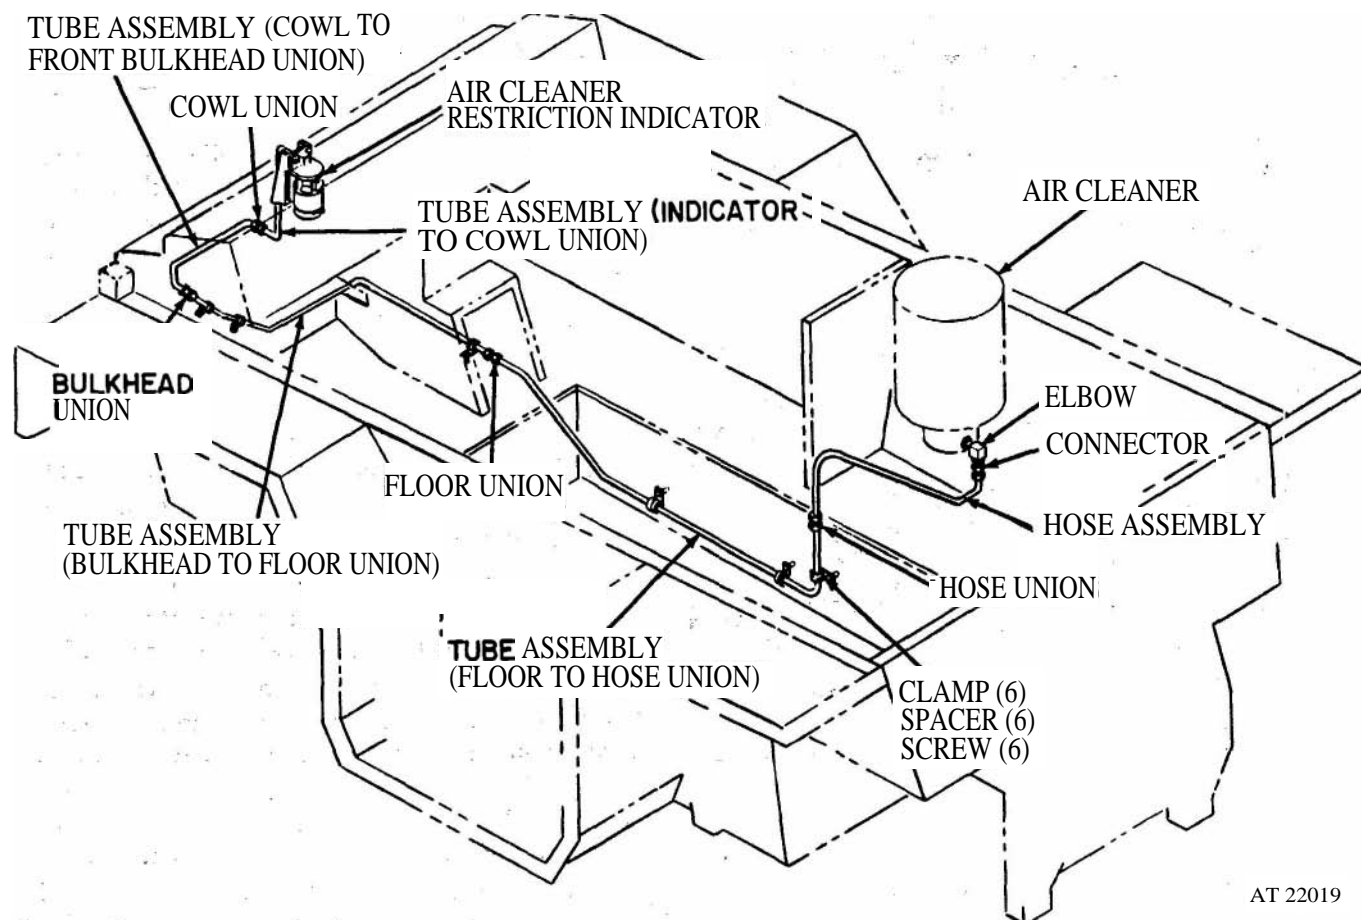 TUBE ASSEMBLY (COWL TO
FRONT BULKHEAD UNION)
COWL UNION
AIR CLEANER
RESTRICTION INDICATOR
AIR CLEANER
TUBE ASSEMBLY (INDICATOR
TO COWL UNION)
BULKHEAD
UNION
ELBOW
CONNECTOR
FLOOR UNION
HOSE ASSEMBLY
TUBE ASSEMBLY
(BULKHEAD TO FLOOR UNION)
HOSE UNION
TUBE ASSEMBLY
(FLOOR TO HOSE UNION)
CLAMP (6)
SPACER (6)
SCREW (6)
AT 22019